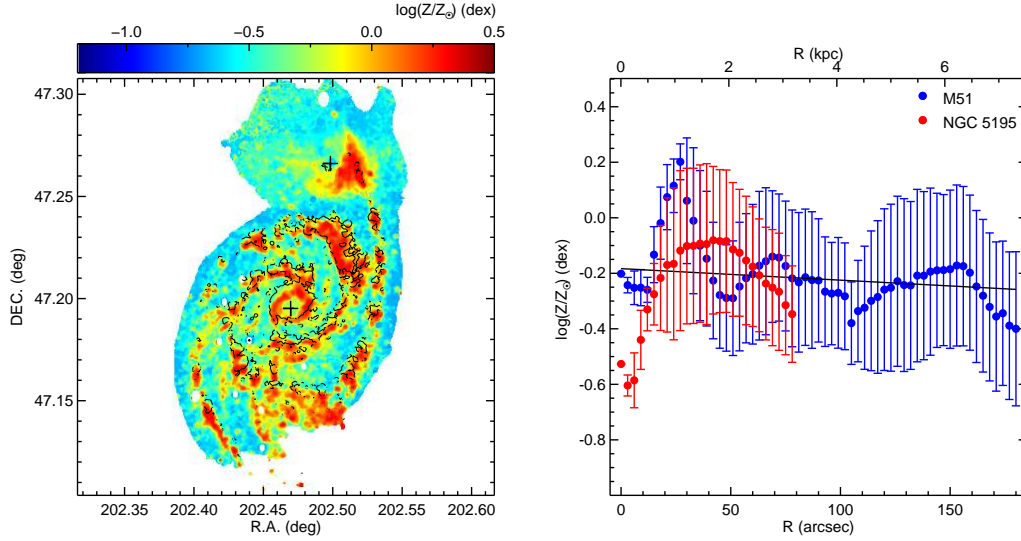 log(Z/Z☉) (dex)
−1.0 −0.5 0.0 0.5
47.30
47.25
47.20
47.15
DEC. (deg)
202.35 202.40 202.45 202.50 202.55 202.60
R.A. (deg)
R (kpc)
0 2 4 6
M51
NGC 5195
0.4
0.2
0.0
-0.2
-0.4
-0.6
-0.8
log(Z/Z☉) (dex)
0 50 100 150
R (arcsec)